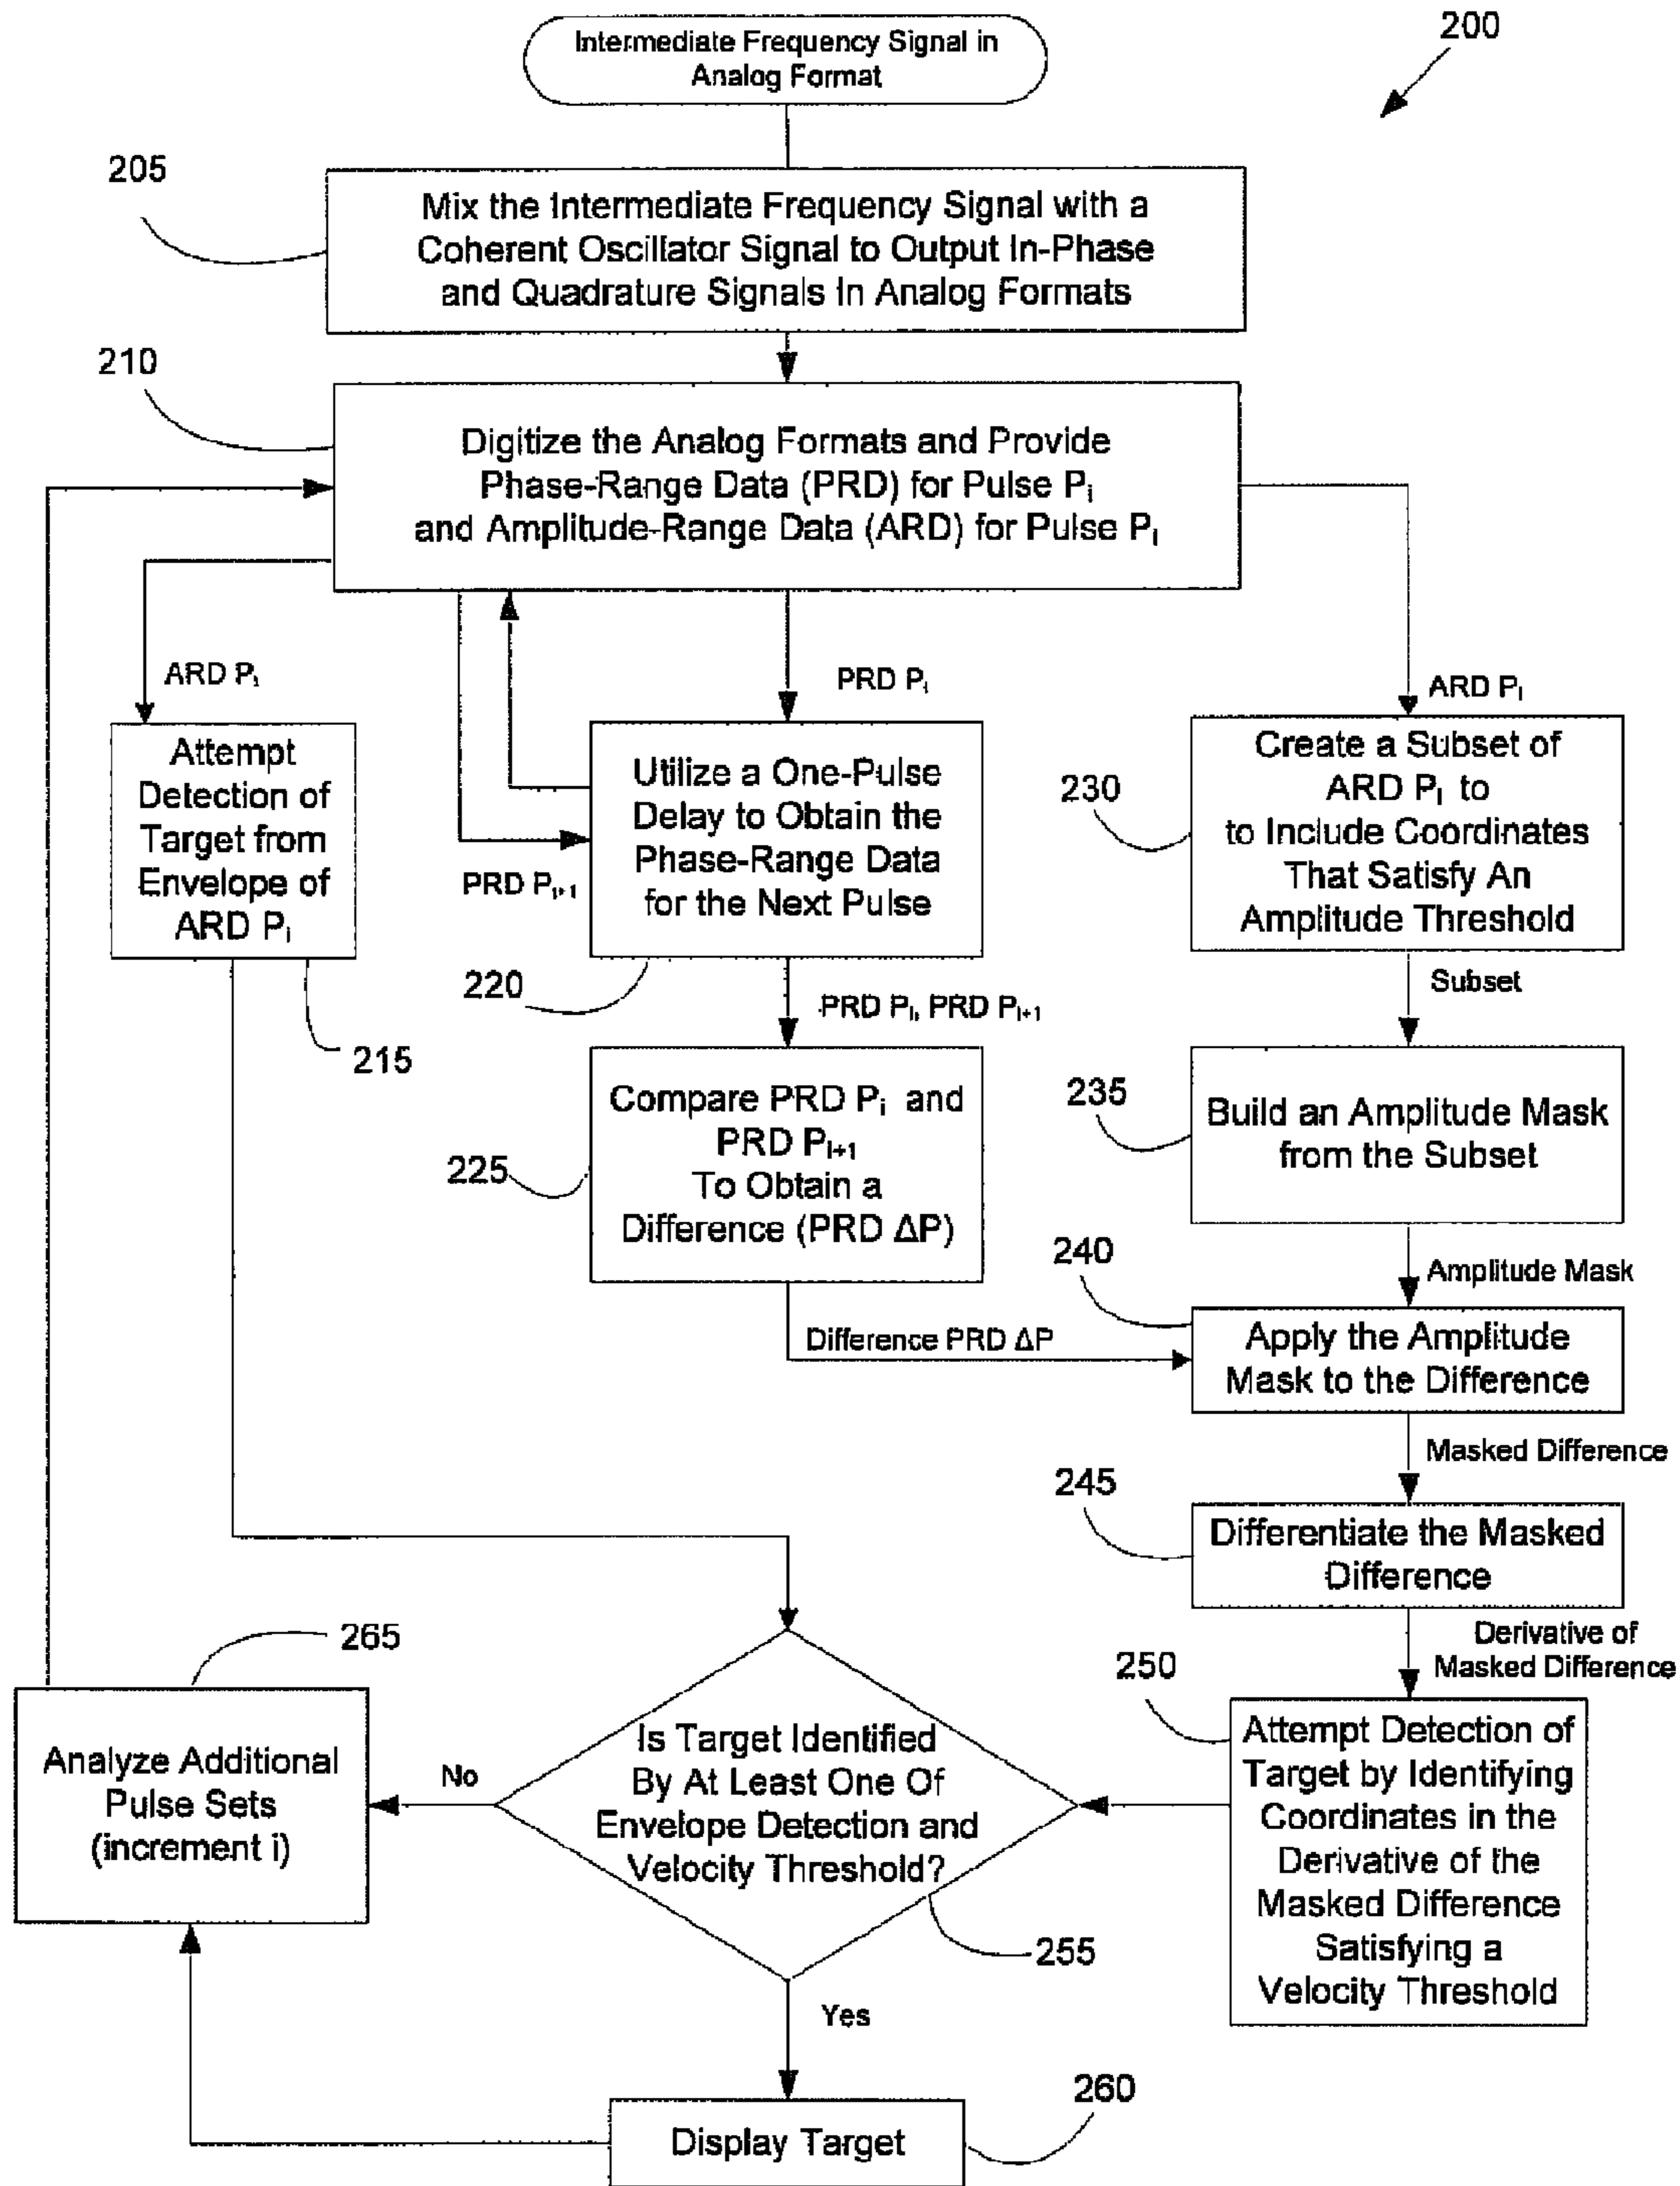 Intermediate Frequency Signal in
Analog Format
200
205
Mix the Intermediate Frequency Signal with a
Coherent Oscillator Signal to Output In-Phase
and Quadrature Signals In Analog Formats
210
Digitize the Analog Formats and Provide
Phase-Range Data (PRD) for Pulse Pᵢ
and Amplitude-Range Data (ARD) for Pulse Pᵢ
ARD Pᵢ
PRD Pᵢ
ARD Pᵢ
Attempt
Detection of
Target from
Envelope of
ARD Pᵢ
215
PRD Pᵢ₊₁
Utilize a One-Pulse
Delay to Obtain the
Phase-Range Data
for the Next Pulse
220
230
Create a Subset of
ARD Pᵢ to
to Include Coordinates
That Satisfy An
Amplitude Threshold
PRD Pᵢ, PRD Pᵢ₊₁
Subset
225
Compare PRD Pᵢ and
PRD Pᵢ₊₁
To Obtain a
Difference (PRD ΔP)
235
Build an Amplitude Mask
from the Subset
Difference PRD ΔP
Amplitude Mask
240
Apply the Amplitude
Mask to the Difference
Masked Difference
245
Differentiate the Masked
Difference
Derivative of
Masked Difference
250
Attempt Detection of
Target by Identifying
Coordinates in the
Derivative of the
Masked Difference
Satisfying a
Velocity Threshold
265
Analyze Additional
Pulse Sets
(increment i)
No
Is Target Identified
By At Least One Of
Envelope Detection and
Velocity Threshold?
255
Yes
260
Display Target